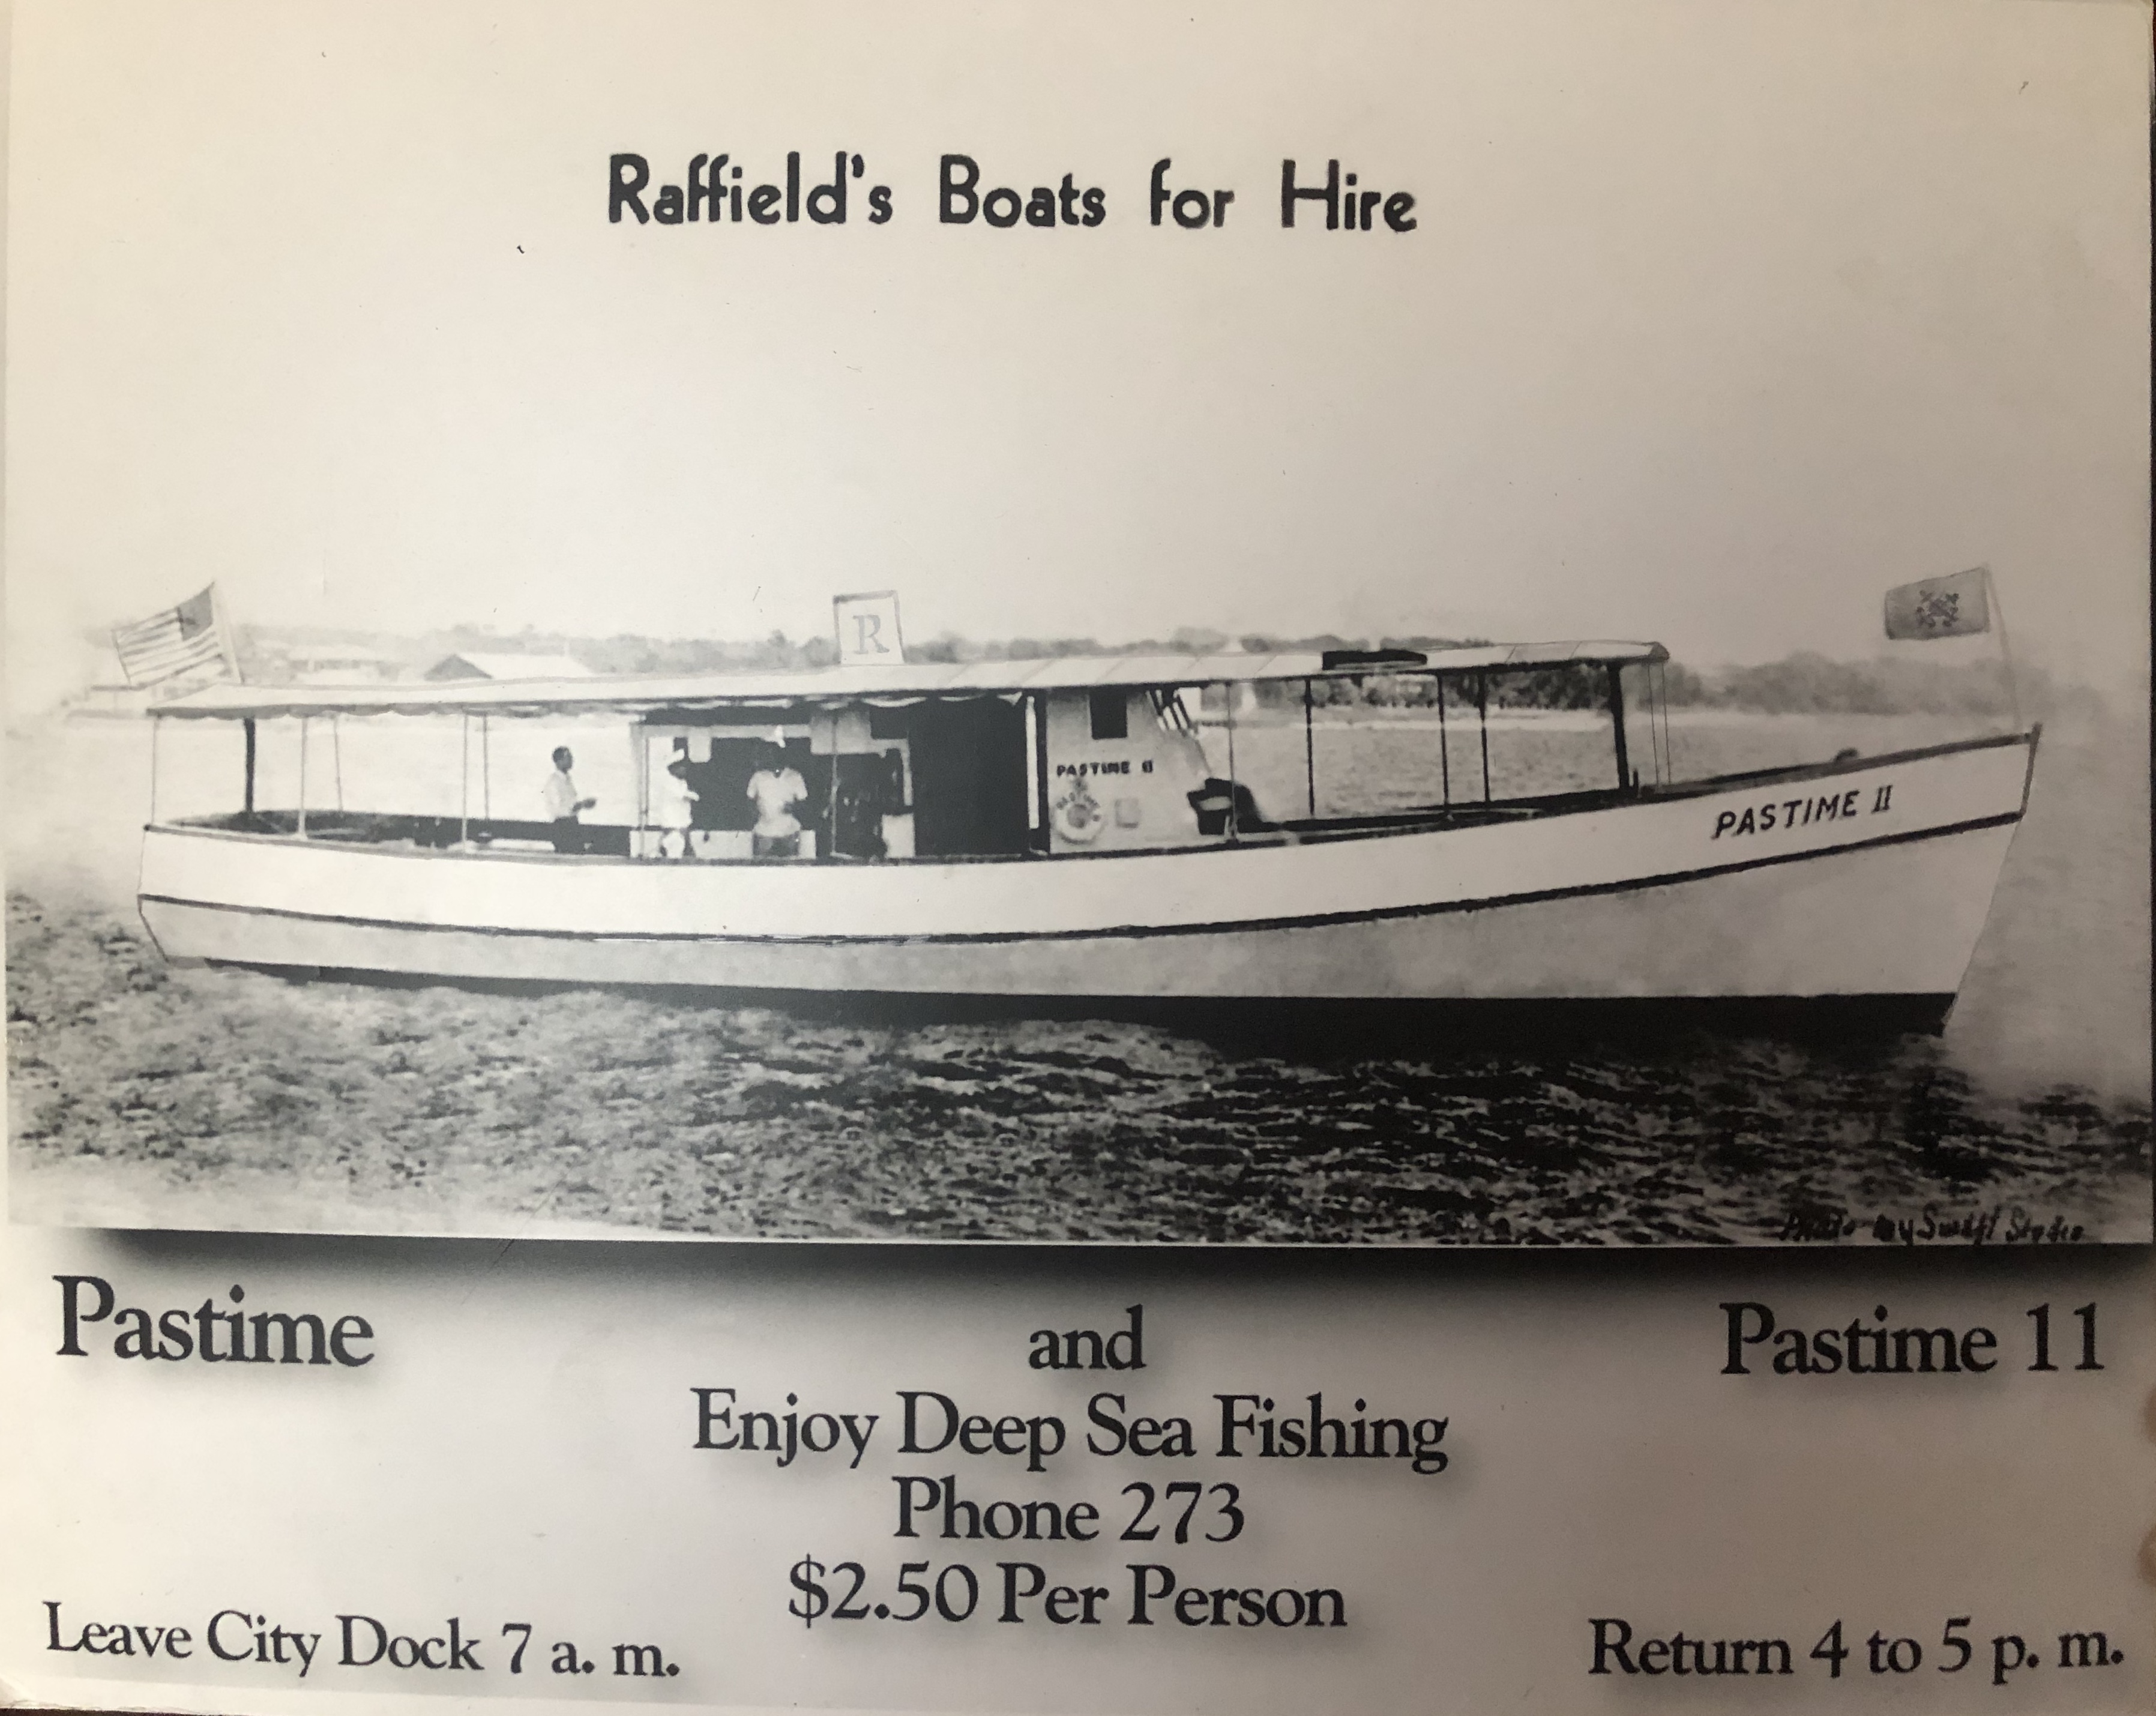 Raffield's Boats for Hire
R
PASTIME II
PASTIME II
Photo by Swift Studio
Pastime and Pastime 11
Enjoy Deep Sea Fishing
Phone 273
$2.50 Per Person
Leave City Dock 7 a. m. Return 4 to 5 p. m.